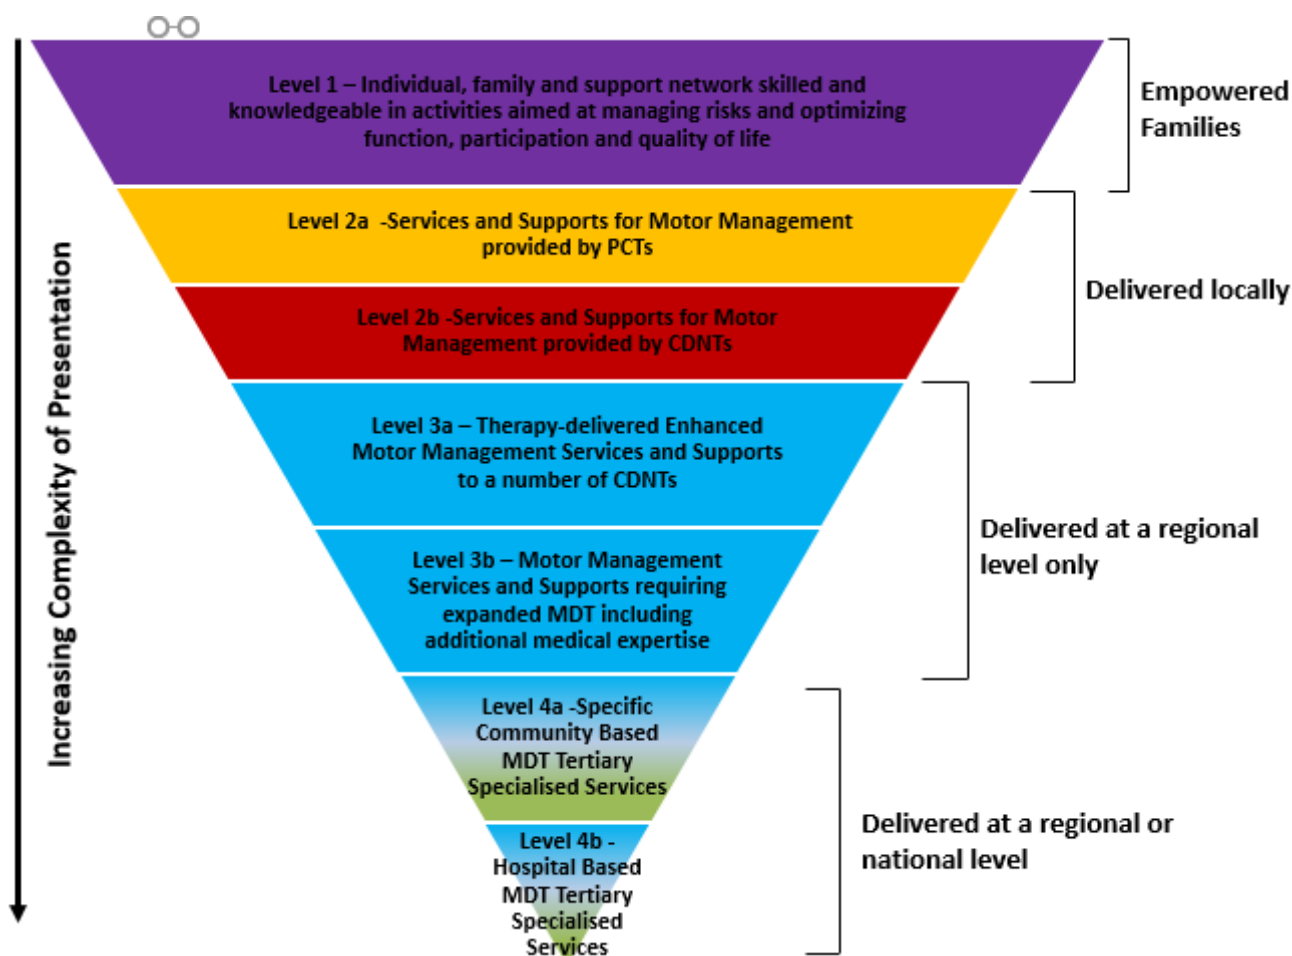 Level 1 – Individual, family and support network skilled and
knowledgeable in activities aimed at managing risks and optimizing
function, participation and quality of life
Empowered
Families
Level 2a -Services and Supports for Motor Management
provided by PCTs
Level 2b -Services and Supports for Motor
Management provided by CDNTs
Delivered locally
Level 3a – Therapy-delivered Enhanced
Motor Management Services and Supports
to a number of CDNTs
Level 3b – Motor Management
Services and Supports requiring
expanded MDT including
additional medical expertise
Delivered at a regional
level only
Level 4a -Specific
Community Based
MDT Tertiary
Specialised Services
Level 4b -
Hospital Based
MDT Tertiary
Specialised
Services
Delivered at a regional or
national level
Increasing Complexity of Presentation